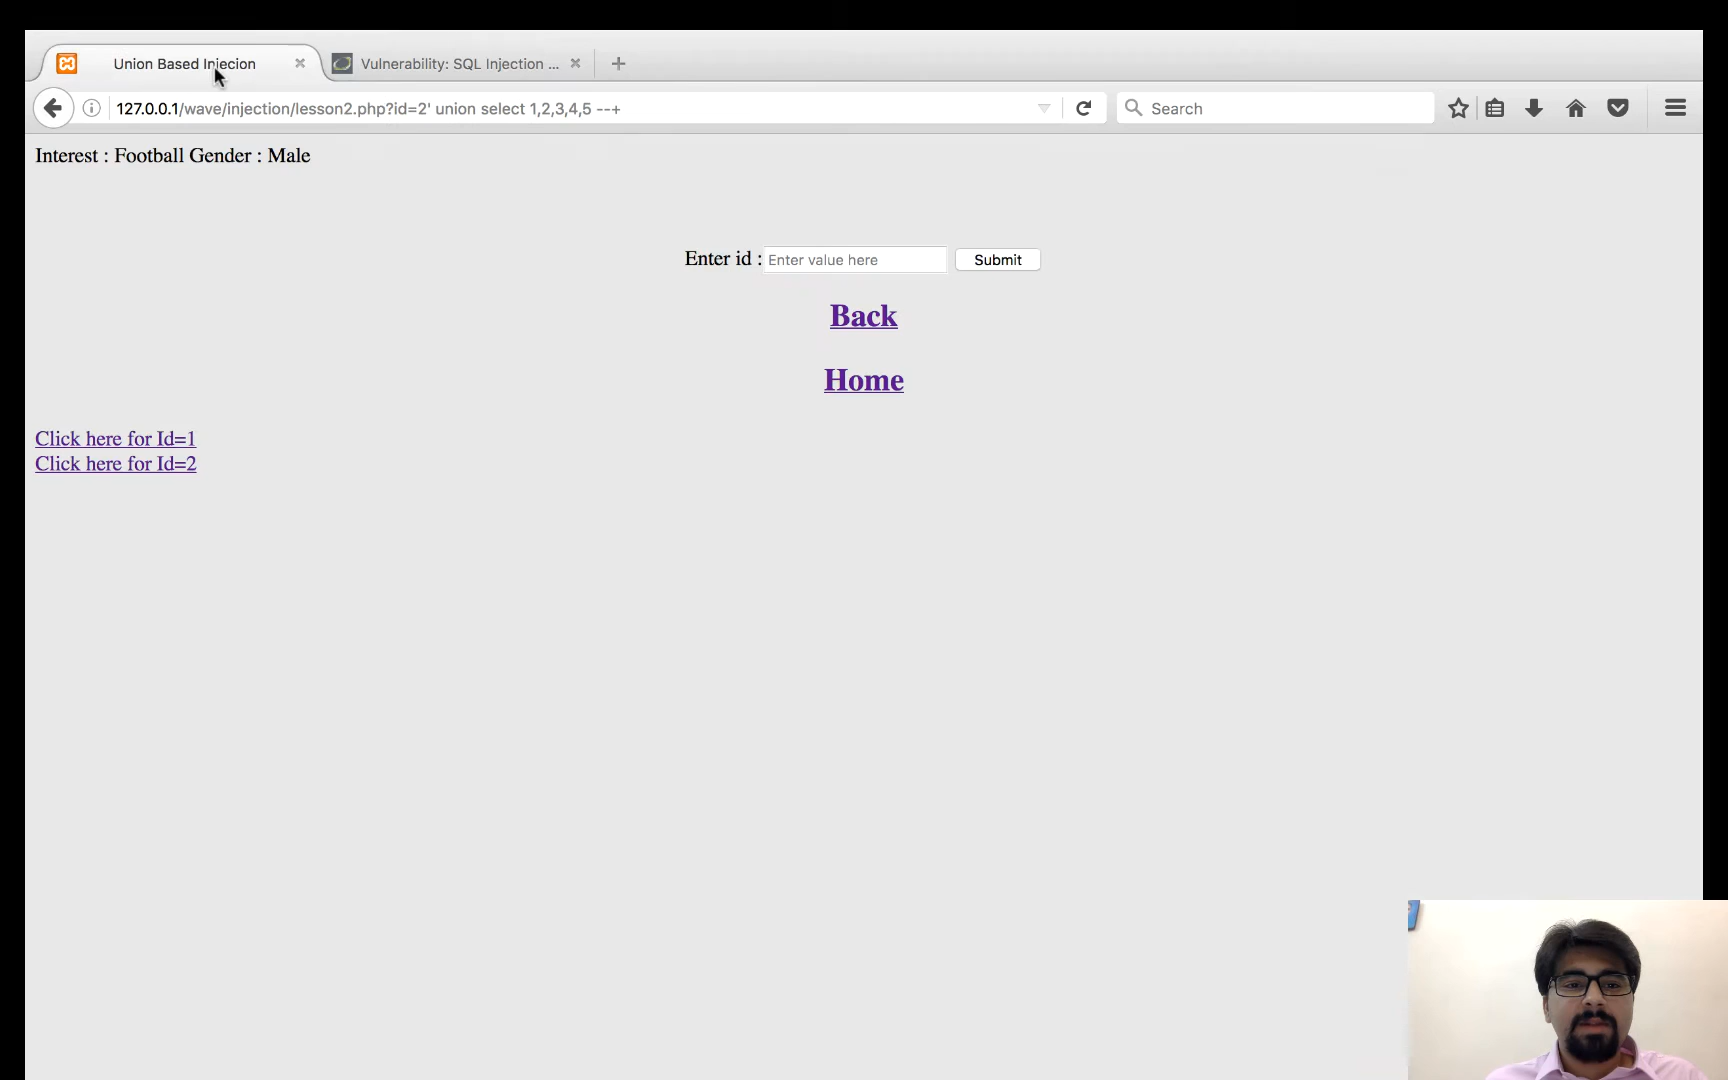 Union Based Injecion
Vulnerability: SQL Injection ...
127.0.0.1/wave/injection/lesson2.php?id=2' union select 1,2,3,4,5 --+
Search
Interest : Football Gender : Male
Enter id : Enter value here Submit
Back
Home
Click here for Id=1
Click here for Id=2